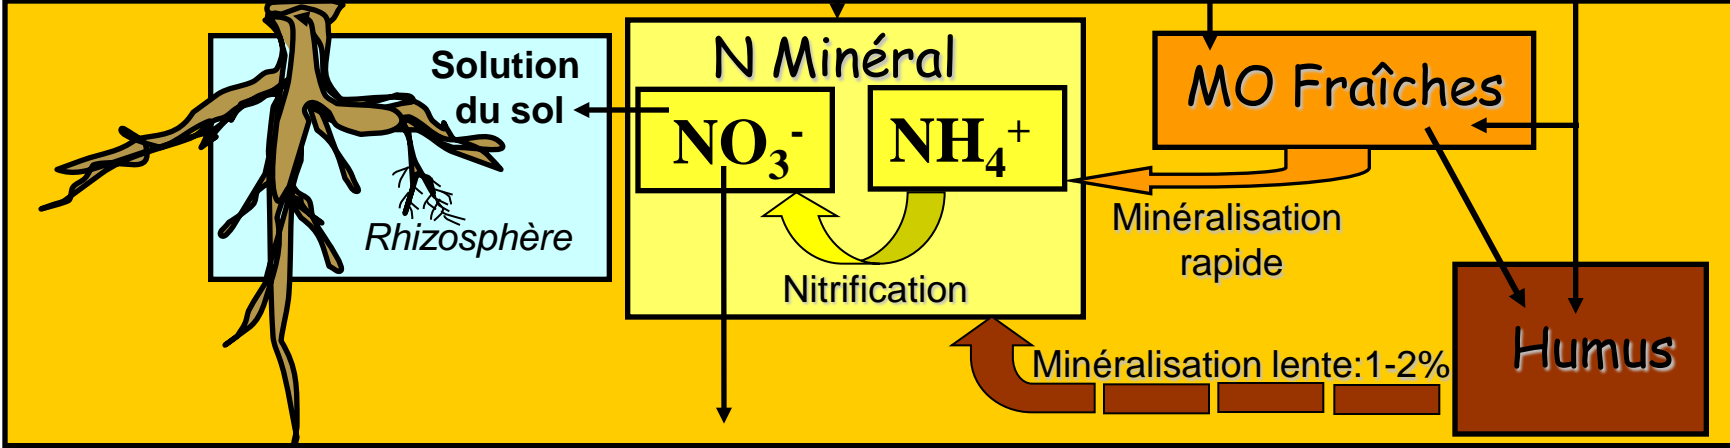 Solution
du sol
Rhizosphère
N Minéral
NO₃⁻
NH₄⁺
Nitrification
MO Fraîches
Minéralisation
rapide
Minéralisation lente:1-2%
Humus